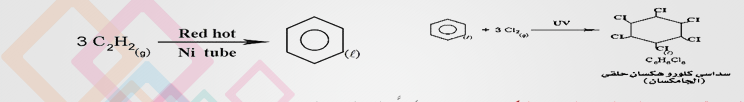 3 C₂H₂(g) Red hot Ni tube (ℓ)
(ℓ) + 3 Cl₂(g) UV
Cl Cl Cl Cl Cl Cl (ℓ)
C₆H₆Cl₆
سداسي كلورو هكسان حلقي
(الجامكسان)